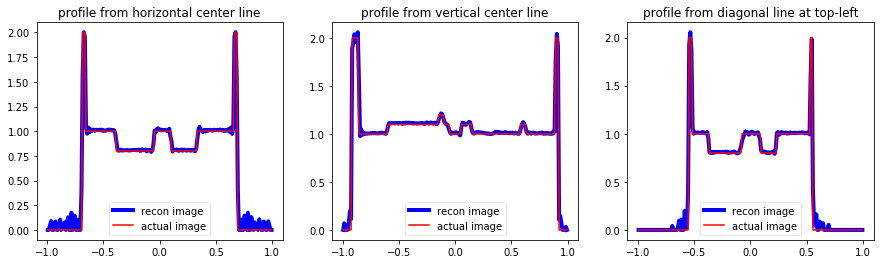 profile from horizontal center line
2.00
1.75
1.50
1.25
1.00
0.75
0.50
0.25
0.00
recon image
actual image
−1.0 −0.5 0.0 0.5 1.0
profile from vertical center line
2.0
1.5
1.0
0.5
0.0
recon image
actual image
−1.0 −0.5 0.0 0.5 1.0
profile from diagonal line at top-left
2.0
1.5
1.0
0.5
0.0
recon image
actual image
−1.0 −0.5 0.0 0.5 1.0